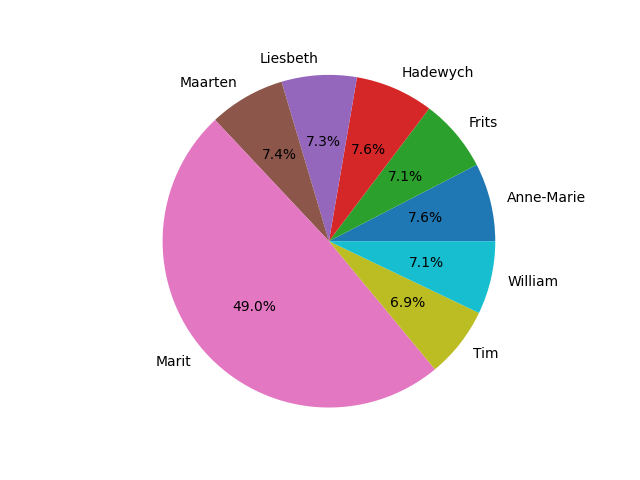 Liesbeth
Hadewych
Maarten
Frits
7.3%
7.6%
7.4%
7.1%
Anne-Marie
7.6%
7.1%
William
6.9%
49.0%
Tim
Marit